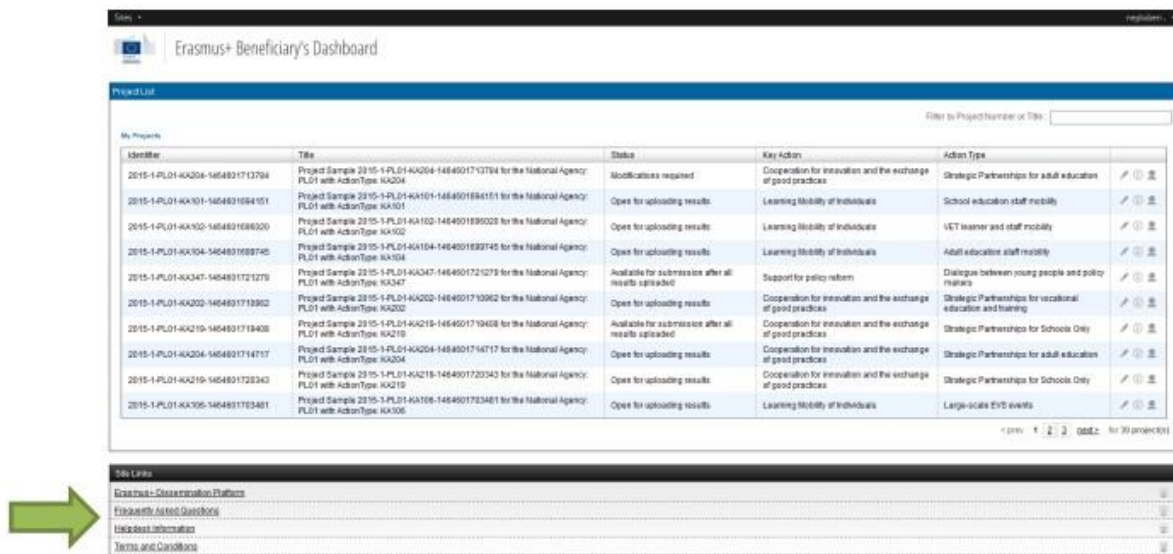 Sites
Erasmus+ Beneficiary's Dashboard
Project List
Filter by Project Number or Title :
My Projects
Identifier Title Status Key Action Action Type
2015-1-PL01-KA204-1464601713784 Project Sample 2015-1-PL01-KA204-1464601713784 for the National Agency: Modifications required Cooperation for innovation and the exchange Strategic Partnerships for adult education
PL01 with ActionType: KA204 of good practices
2015-1-PL01-KA101-1464601694151 Project Sample 2015-1-PL01-KA101-1464601694151 for the National Agency: Open for uploading results Learning Mobility of Individuals School education staff mobility
PL01 with ActionType: KA101
2015-1-PL01-KA102-1464601696020 Project Sample 2015-1-PL01-KA102-1464601696020 for the National Agency: Open for uploading results Learning Mobility of Individuals VET learner and staff mobility
PL01 with ActionType: KA102
2015-1-PL01-KA104-1464601699745 Project Sample 2015-1-PL01-KA104-1464601699745 for the National Agency: Open for uploading results Learning Mobility of Individuals Adult education staff mobility
PL01 with ActionType: KA104
2015-1-PL01-KA347-1464601721279 Project Sample 2015-1-PL01-KA347-1464601721279 for the National Agency: Available for submission after all Support for policy reform Dialogue between young people and policy
PL01 with ActionType: KA347 results uploaded makers
2015-1-PL01-KA202-1464601710962 Project Sample 2015-1-PL01-KA202-1464601710962 for the National Agency: Open for uploading results Cooperation for innovation and the exchange Strategic Partnerships for vocational
PL01 with ActionType: KA202 of good practices education and training
2015-1-PL01-KA219-1464601719408 Project Sample 2015-1-PL01-KA219-1464601719408 for the National Agency: Available for submission after all Cooperation for innovation and the exchange Strategic Partnerships for Schools Only
PL01 with ActionType: KA219 results uploaded of good practices
2015-1-PL01-KA204-1464601714717 Project Sample 2015-1-PL01-KA204-1464601714717 for the National Agency: Open for uploading results Cooperation for innovation and the exchange Strategic Partnerships for adult education
PL01 with ActionType: KA204 of good practices
2015-1-PL01-KA219-1464601720343 Project Sample 2015-1-PL01-KA219-1464601720343 for the National Agency: Open for uploading results Cooperation for innovation and the exchange Strategic Partnerships for Schools Only
PL01 with ActionType: KA219 of good practices
2015-1-PL01-KA105-1464601703461 Project Sample 2015-1-PL01-KA105-1464601703461 for the National Agency: Open for uploading results Learning Mobility of Individuals Large-scale EVS events
PL01 with ActionType: KA105
< prev 1 2 3 next > for 30 project(s)
Site Links
Erasmus+ Dissemination Platform
Frequently Asked Questions
Helpdesk Information
Terms and Conditions